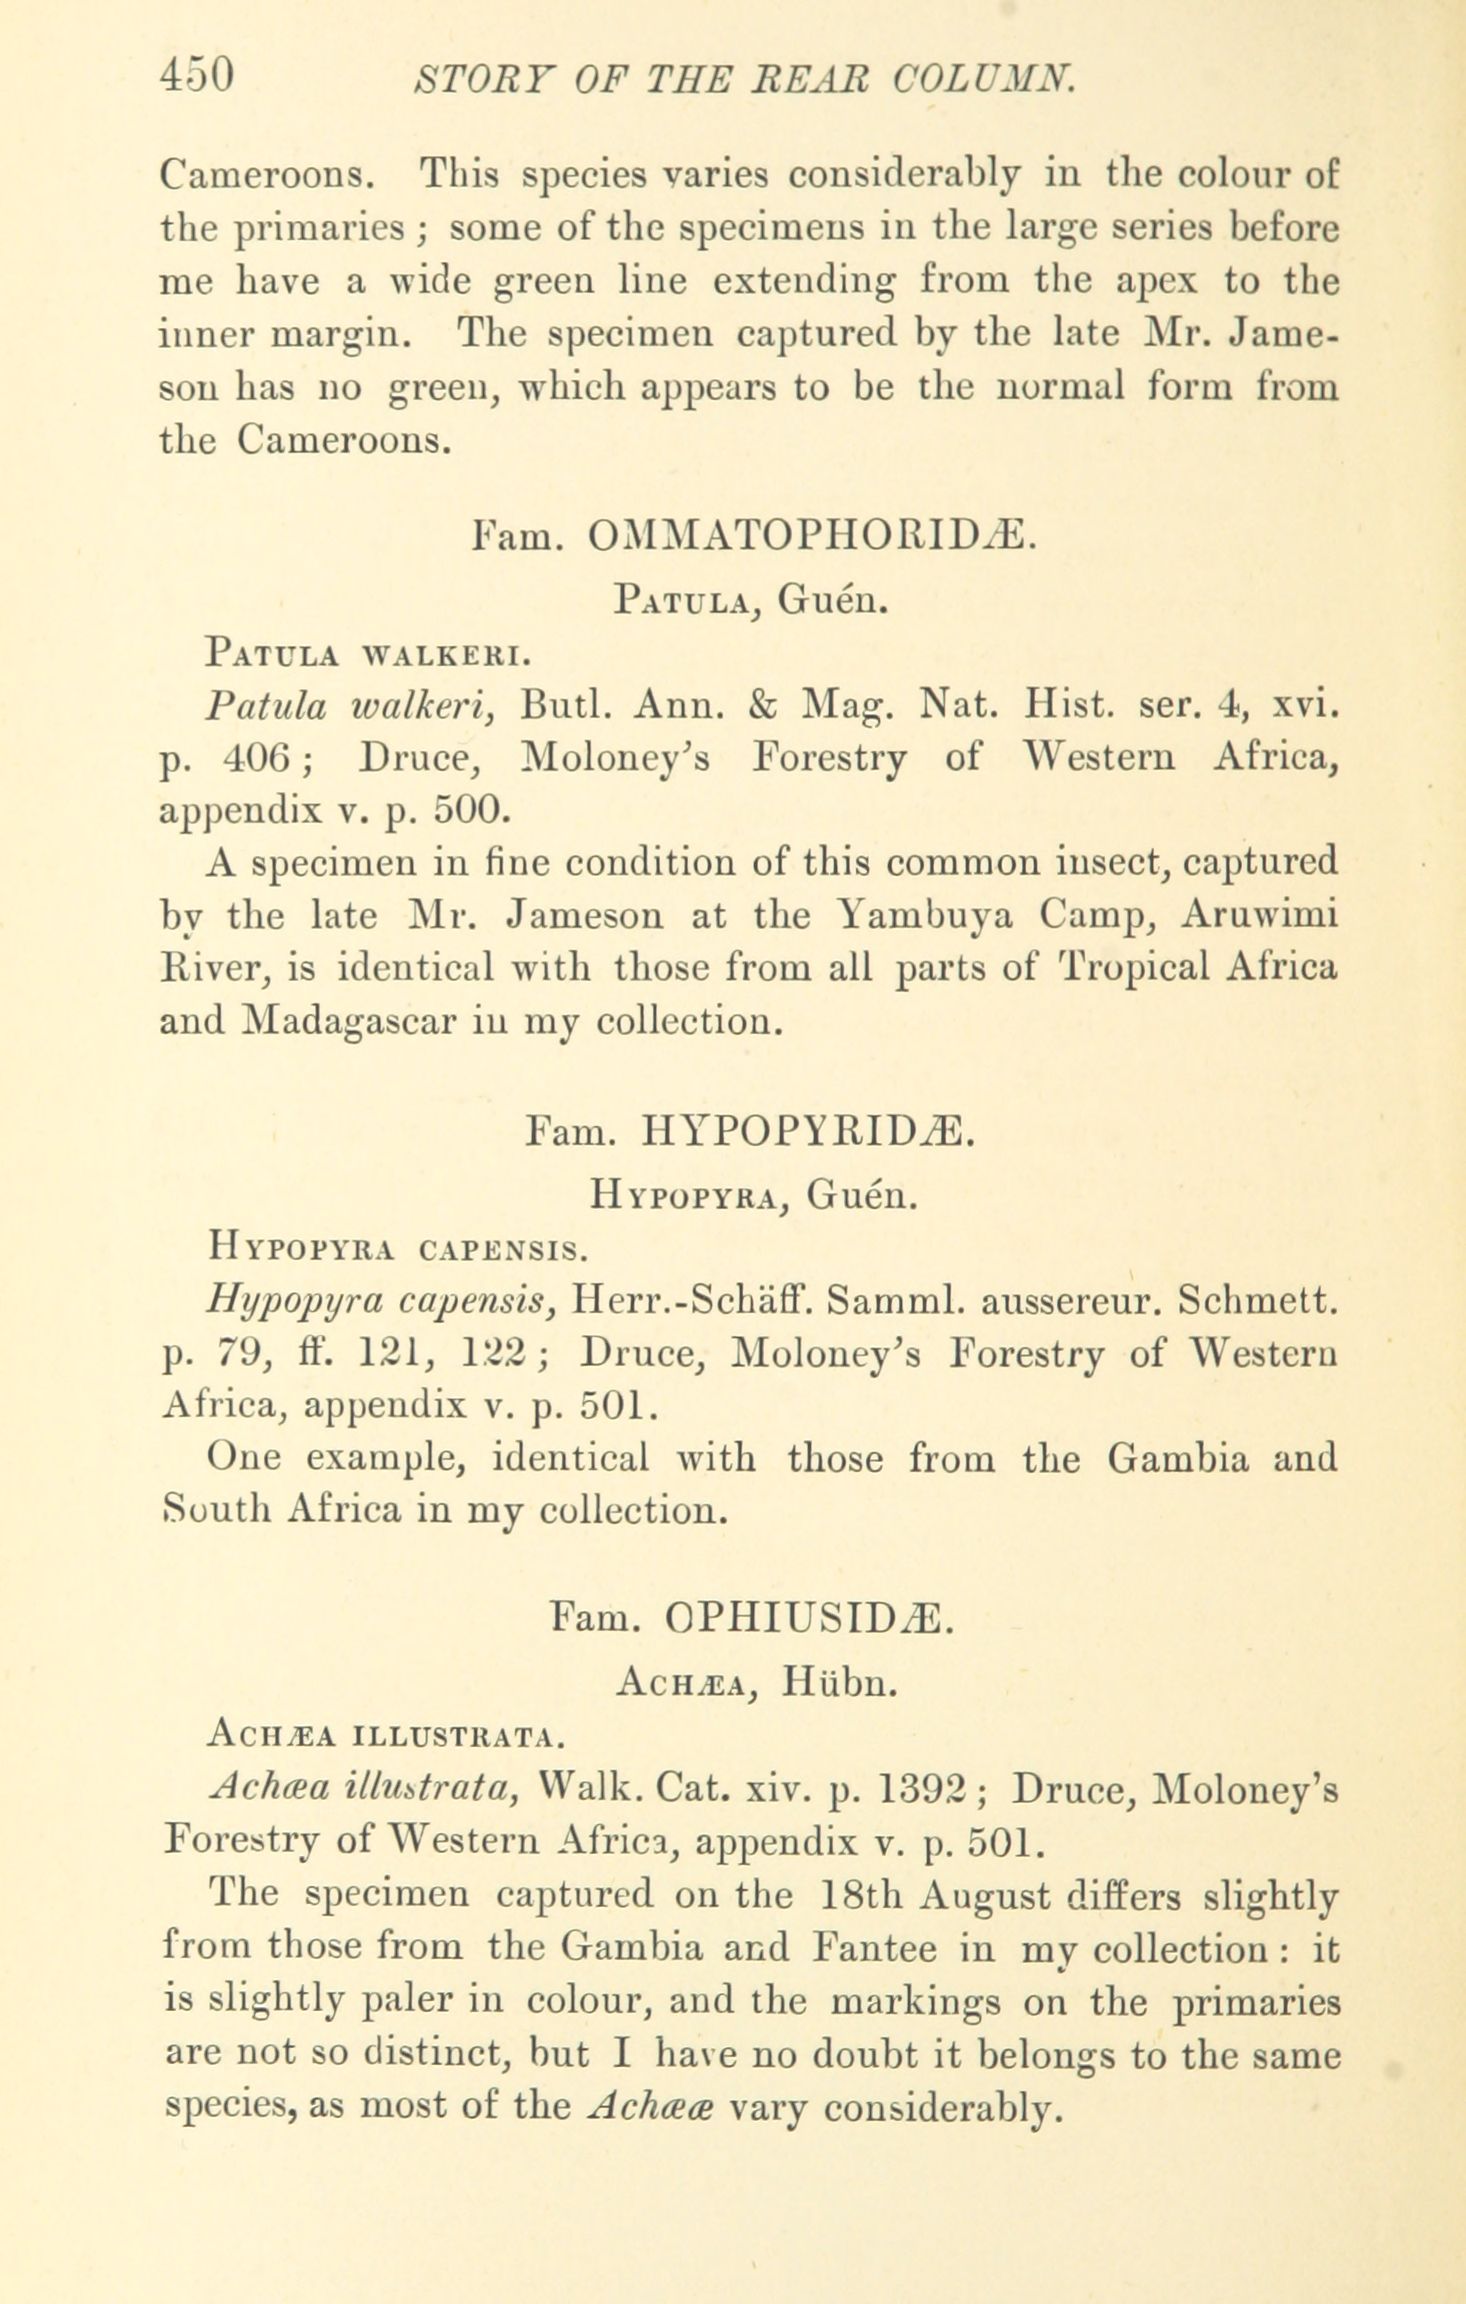 450 STORY OF THE REAR COLUMN.
Cameroons. This species varies considerably in the colour of
the primaries ; some of the specimens in the large series before
me have a wide green line extending from the apex to the
inner margin. The specimen captured by the late Mr. Jame-
son has no green, which appears to be the normal form from
the Cameroons.
Fam. OMMATOPHORIDÆ.
PATULA, Guén.
PATULA WALKERI.
Patula walkeri, Butl. Ann. & Mag. Nat. Hist. ser. 4, xvi.
p. 406 ; Druce, Moloney's Forestry of Western Africa,
appendix v. p. 500.
A specimen in fine condition of this common insect, captured
by the late Mr. Jameson at the Yambuya Camp, Aruwimi
River, is identical with those from all parts of Tropical Africa
and Madagascar in my collection.
Fam. HYPOPYRIDÆ.
HYPOPYRA, Guén.
HYPOPYRA CAPENSIS.
Hypopyra capensis, Herr.-Schäff. Samml. aussereur. Schmett.
p. 79, ff. 121, 122 ; Druce, Moloney's Forestry of Western
Africa, appendix v. p. 501.
One example, identical with those from the Gambia and
South Africa in my collection.
Fam. OPHIUSIDÆ.
ACHÆA, Hübn.
ACHÆA ILLUSTRATA.
Achæa illustrata, Walk. Cat. xiv. p. 1392 ; Druce, Moloney's
Forestry of Western Africa, appendix v. p. 501.
The specimen captured on the 18th August differs slightly
from those from the Gambia and Fantee in my collection : it
is slightly paler in colour, and the markings on the primaries
are not so distinct, but I have no doubt it belongs to the same
species, as most of the Achææ vary considerably.